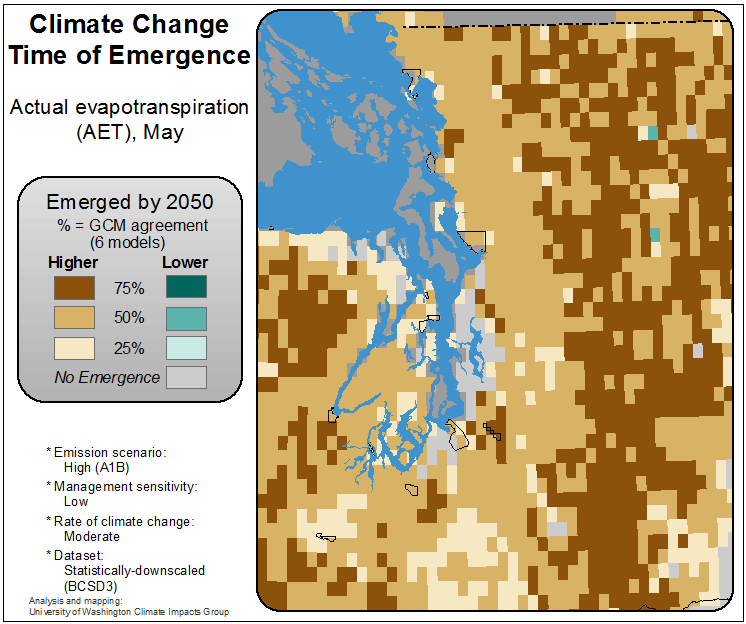 Climate Change
Time of Emergence
Actual evapotranspiration
(AET), May
Emerged by 2050
% = GCM agreement
(6 models)
Higher Lower
75%
50%
25%
No Emergence
* Emission scenario:
High (A1B)
* Management sensitivity:
Low
* Rate of climate change:
Moderate
* Dataset:
Statistically-downscaled
(BCSD3)
Analysis and mapping:
University of Washington Climate Impacts Group